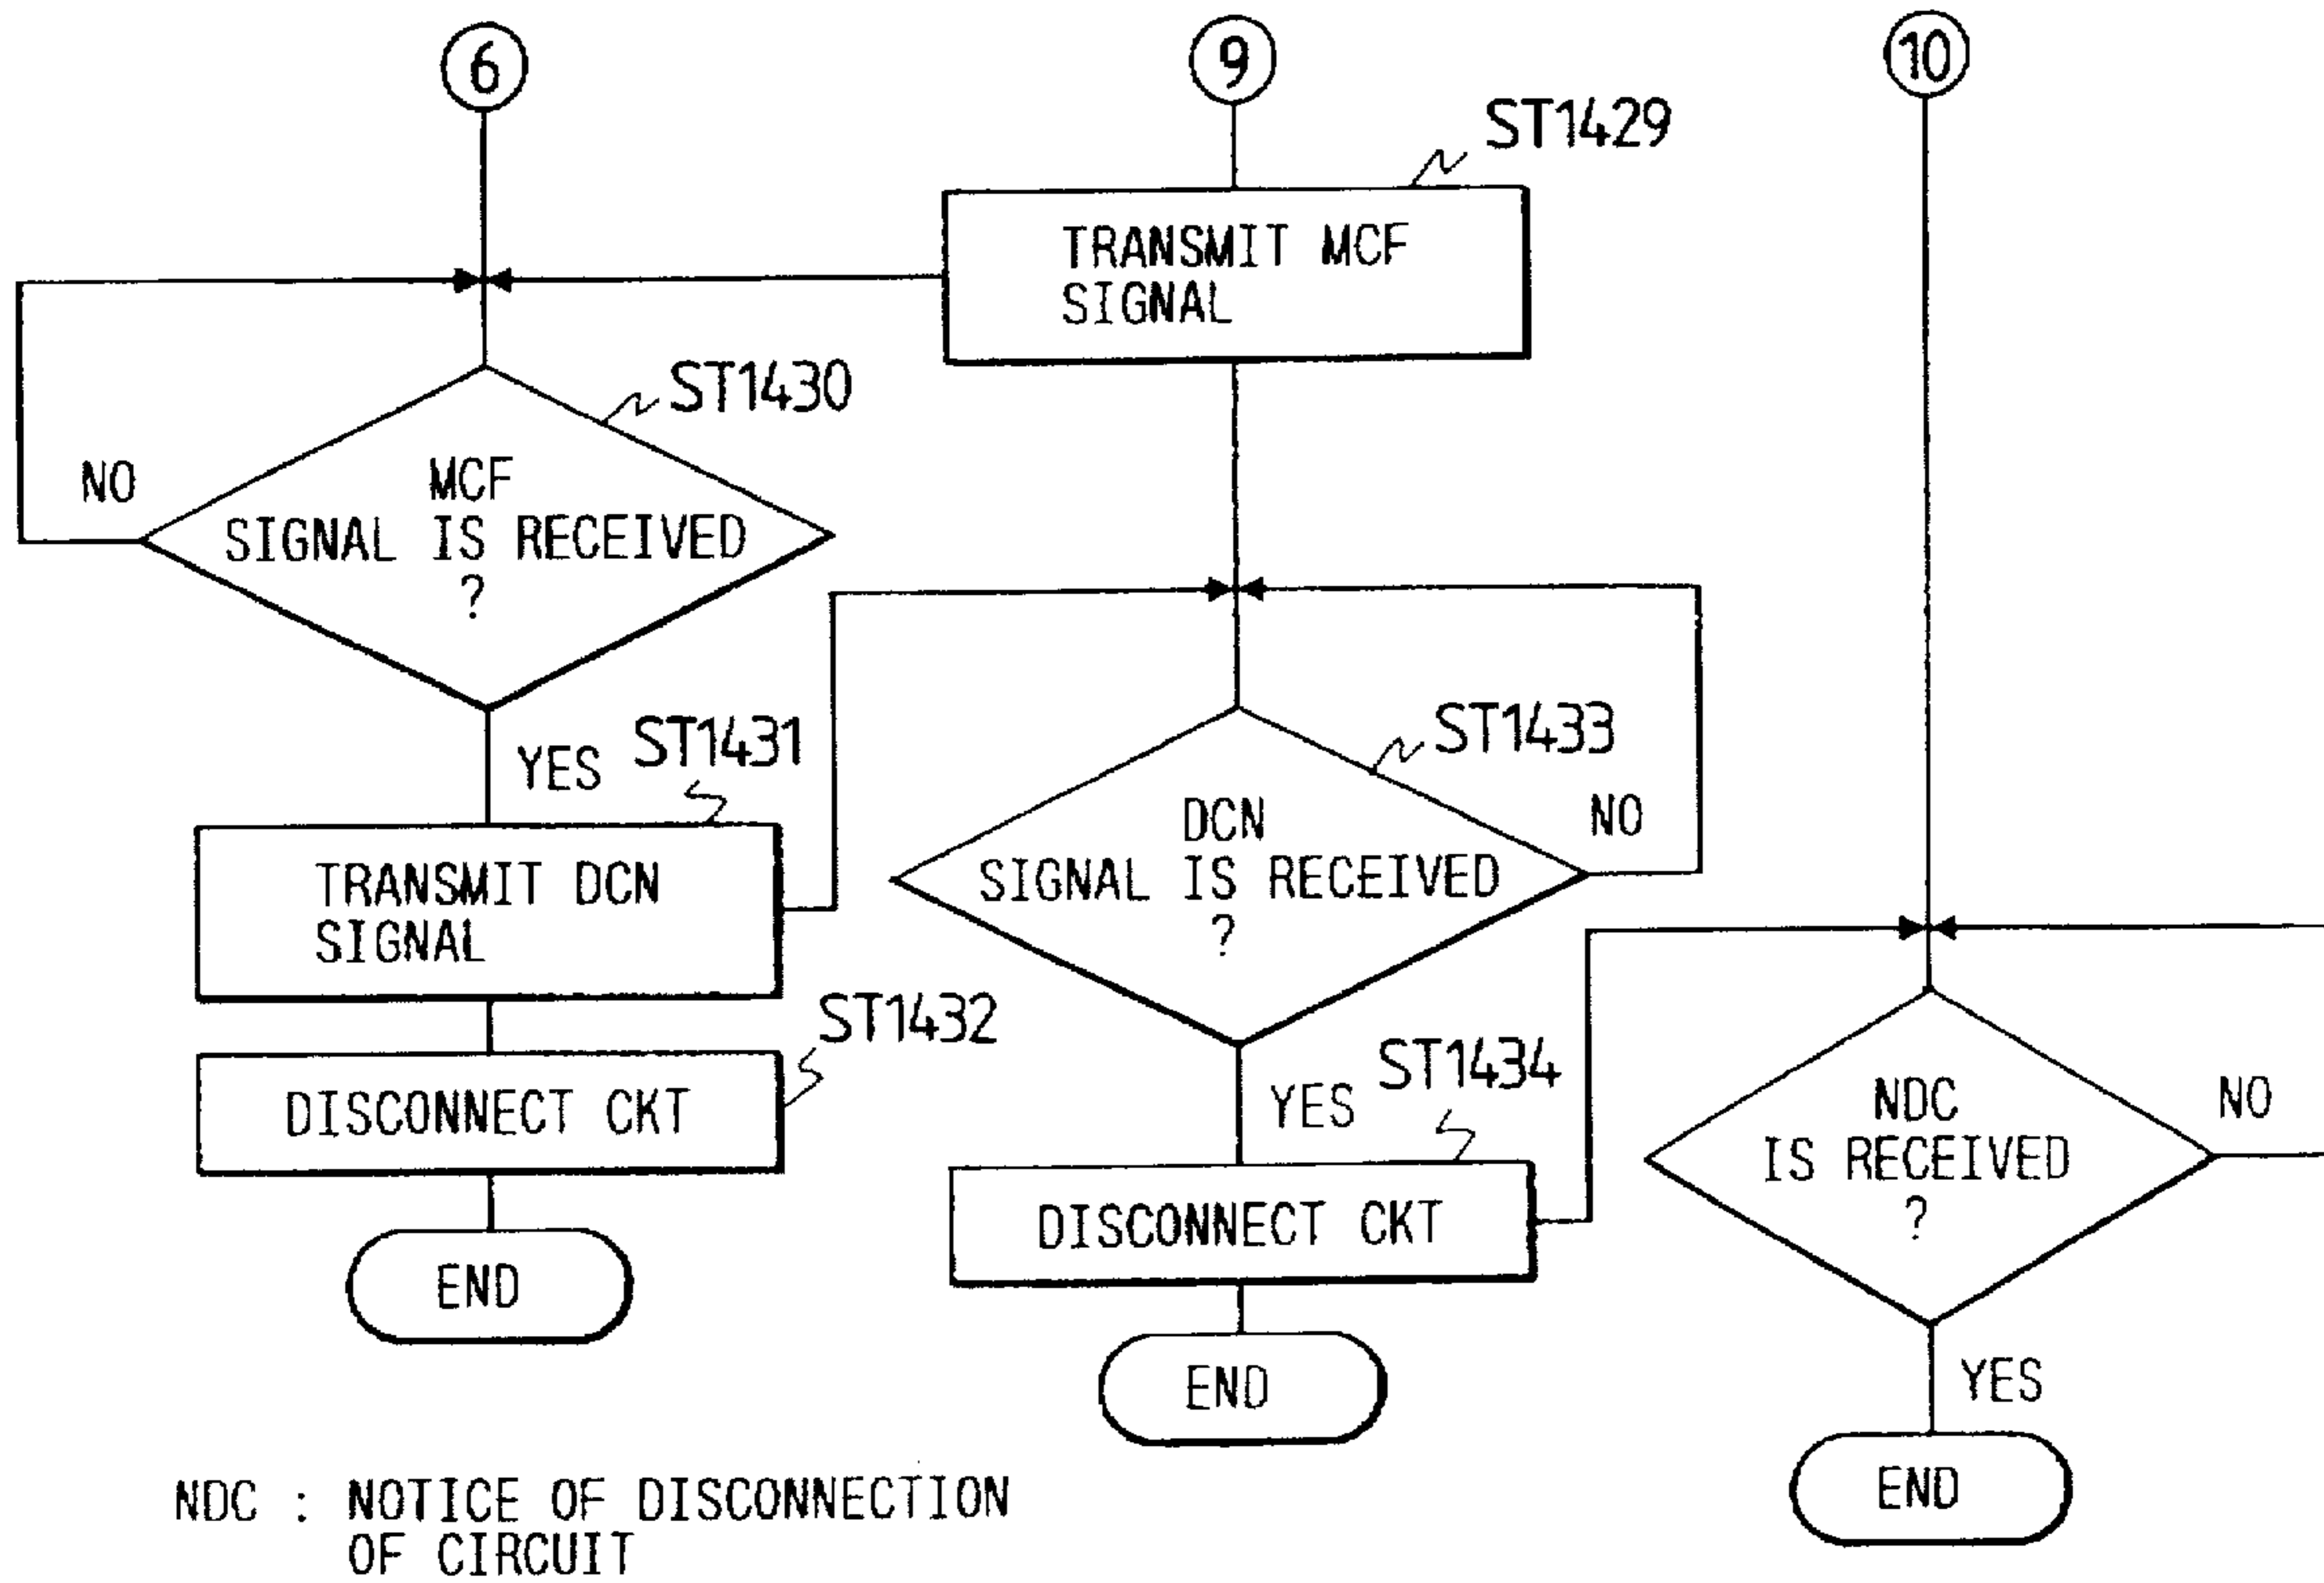 6
9
10
ST1429
TRANSMIT MCF
SIGNAL
ST1430
NO
MCF
SIGNAL IS RECEIVED
?
YES
ST1431
TRANSMIT DCN
SIGNAL
ST1432
DISCONNECT CKT
END
ST1433
DCN
SIGNAL IS RECEIVED
?
NO
YES
ST1434
DISCONNECT CKT
END
NDC
IS RECEIVED
?
NO
YES
END
NDC : NOTICE OF DISCONNECTION
OF CIRCUIT